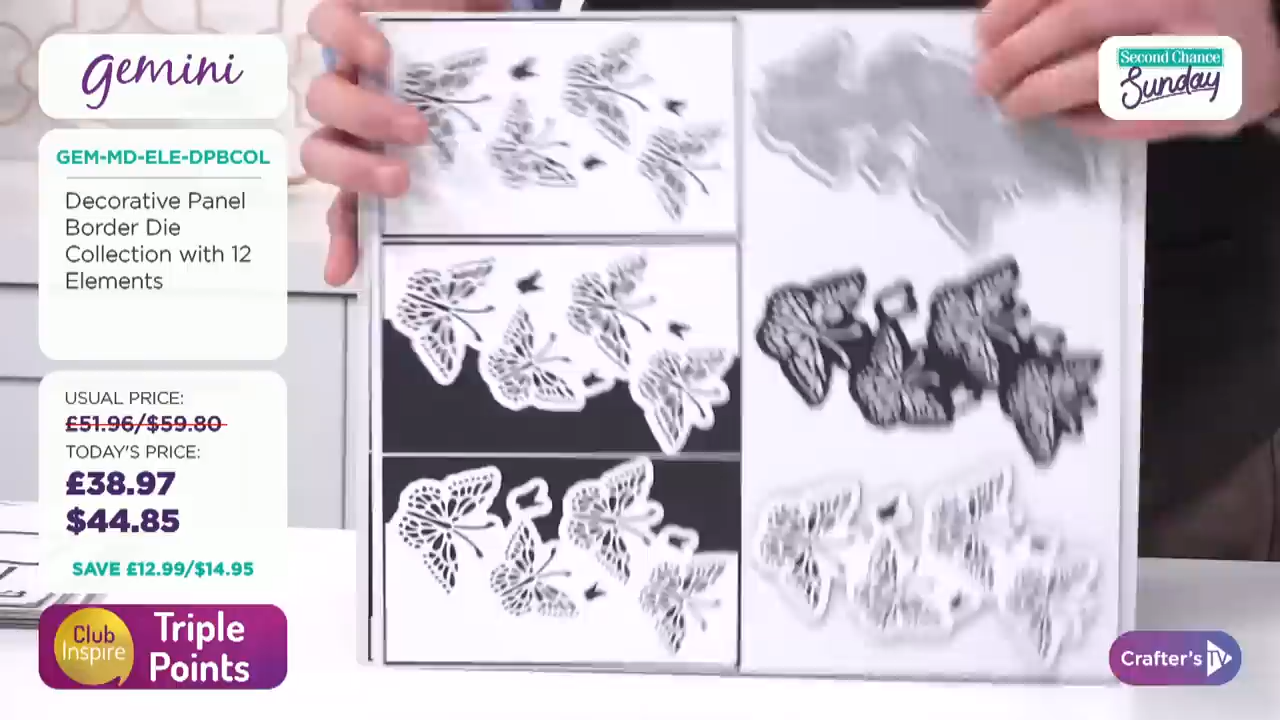 gemini
GEM-MD-ELE-DPBCOL
Decorative Panel
Border Die
Collection with 12
Elements
USUAL PRICE:
£51.96/$59.80
TODAY'S PRICE:
£38.97
$44.85
SAVE £12.99/$14.95
Club
Inspire
Triple
Points
Second Chance
Sunday
Crafter's TV